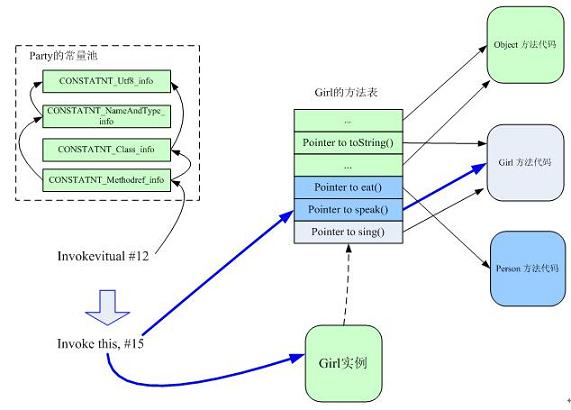 Party的常量池
CONSTATNT_Utf8_info
CONSTATNT_NameAndType_
info
CONSTATNT_Class_info
CONSTATNT_Methodref_info
Invokevitual #12
Invoke this, #15
Girl的方法表
...
Pointer to toString()
...
Pointer to eat()
Pointer to speak()
Pointer to sing()
Girl实例
Object 方法代码
Girl 方法代码
Person 方法代码